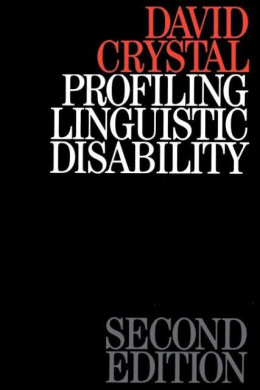 DAVID
CRYSTAL
PROFILING
LINGUISTIC
DISABILITY
SECOND
EDITION